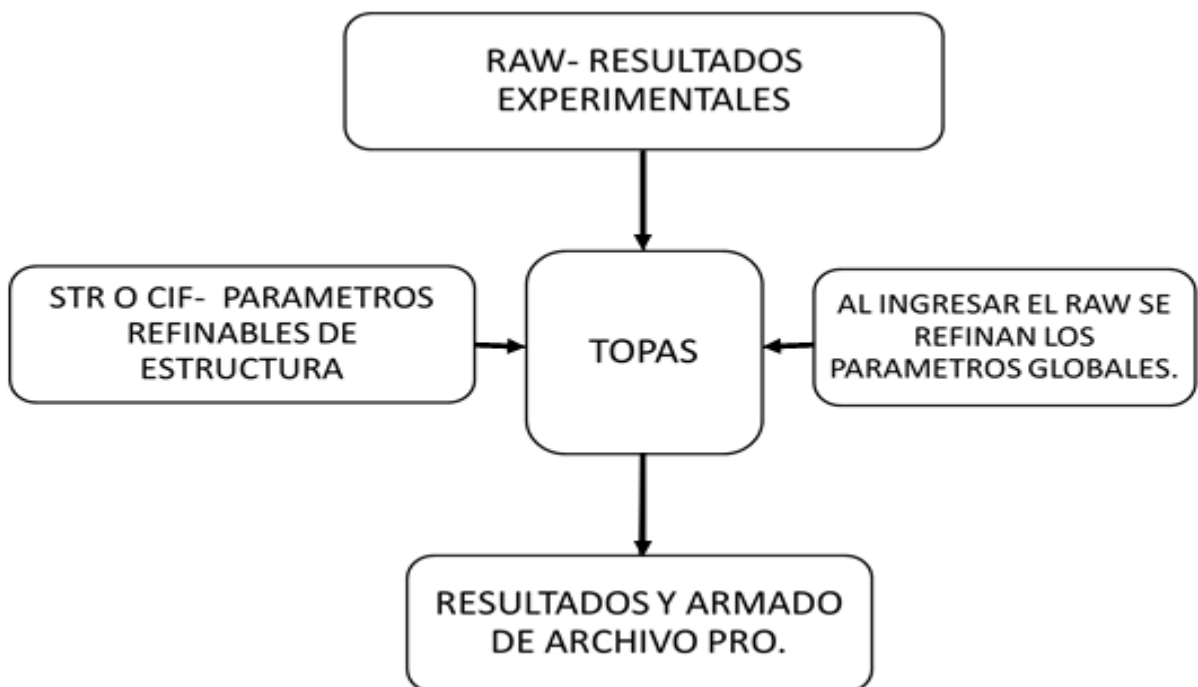 RAW- RESULTADOS
EXPERIMENTALES
STR O CIF- PARAMETROS
REFINABLES DE
ESTRUCTURA
TOPAS
AL INGRESAR EL RAW SE
REFINAN LOS
PARAMETROS GLOBALES.
RESULTADOS Y ARMADO
DE ARCHIVO PRO.